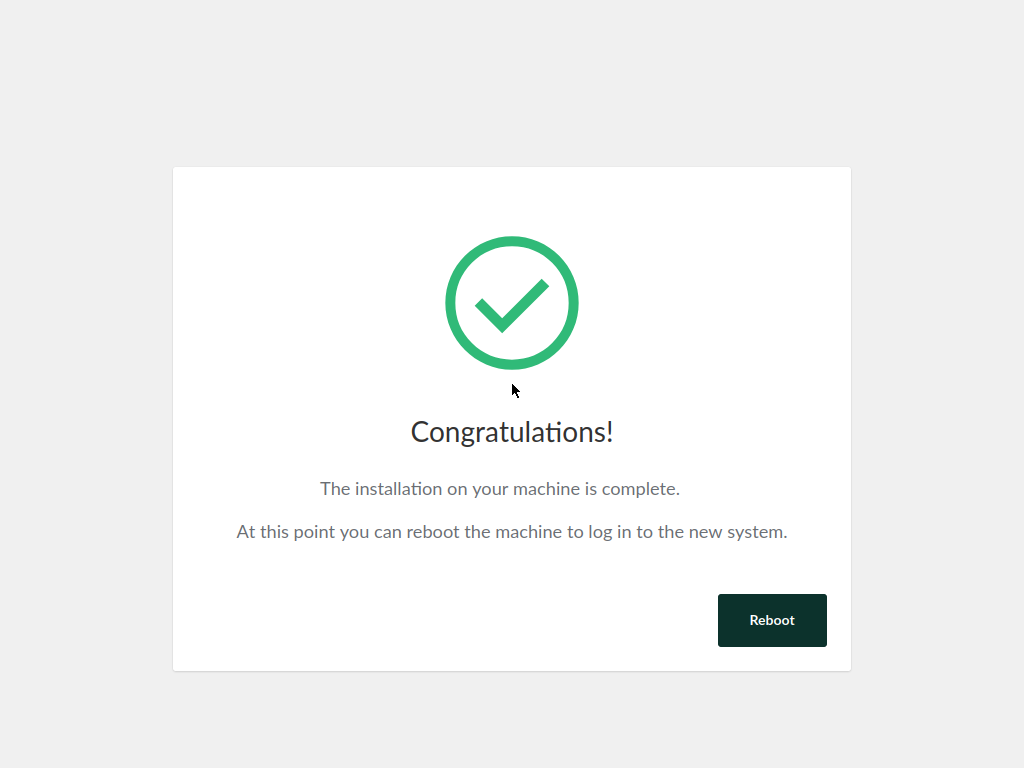 Congratulations!
The installation on your machine is complete.
At this point you can reboot the machine to log in to the new system.
Reboot